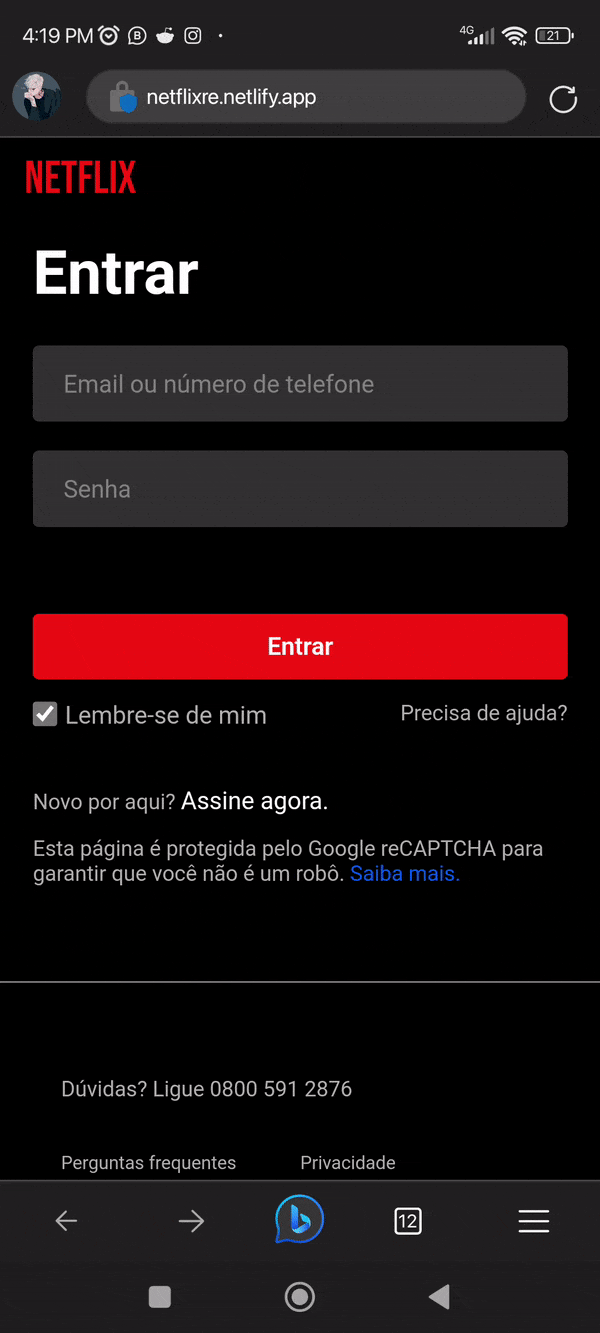 4:19 PM
4G
21
netflixre.netlify.app
NETFLIX
Entrar
Email ou número de telefone
Senha
Entrar
Lembre-se de mim
Precisa de ajuda?
Novo por aqui? Assine agora.
Esta página é protegida pelo Google reCAPTCHA para
garantir que você não é um robô. Saiba mais.
Dúvidas? Ligue 0800 591 2876
Perguntas frequentes
Privacidade
12